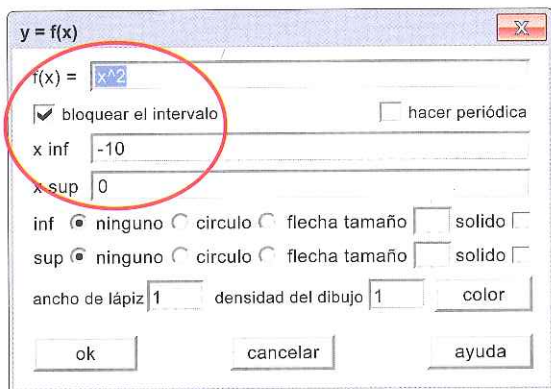 y = f(x)
f(x) = x^2
bloquear el intervalo hacer periódica
x inf -10
x sup 0
inf ninguno circulo flecha tamaño solido
sup ninguno circulo flecha tamaño solido
ancho de lápiz 1 densidad del dibujo 1 color
ok cancelar ayuda